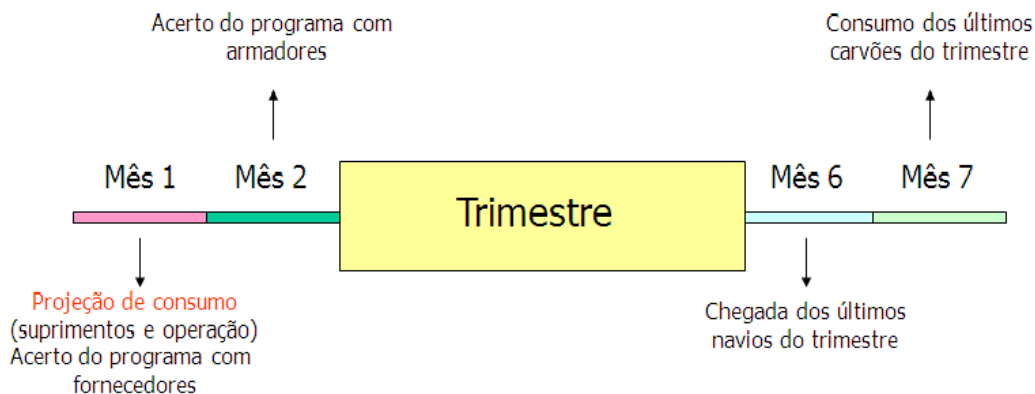 Acerto do programa com
armadores
Consumo dos últimos
carvões do trimestre
Mês 1
Mês 2
Trimestre
Mês 6
Mês 7
Projeção de consumo
(suprimentos e operação)
Acerto do programa com
fornecedores
Chegada dos últimos
navios do trimestre